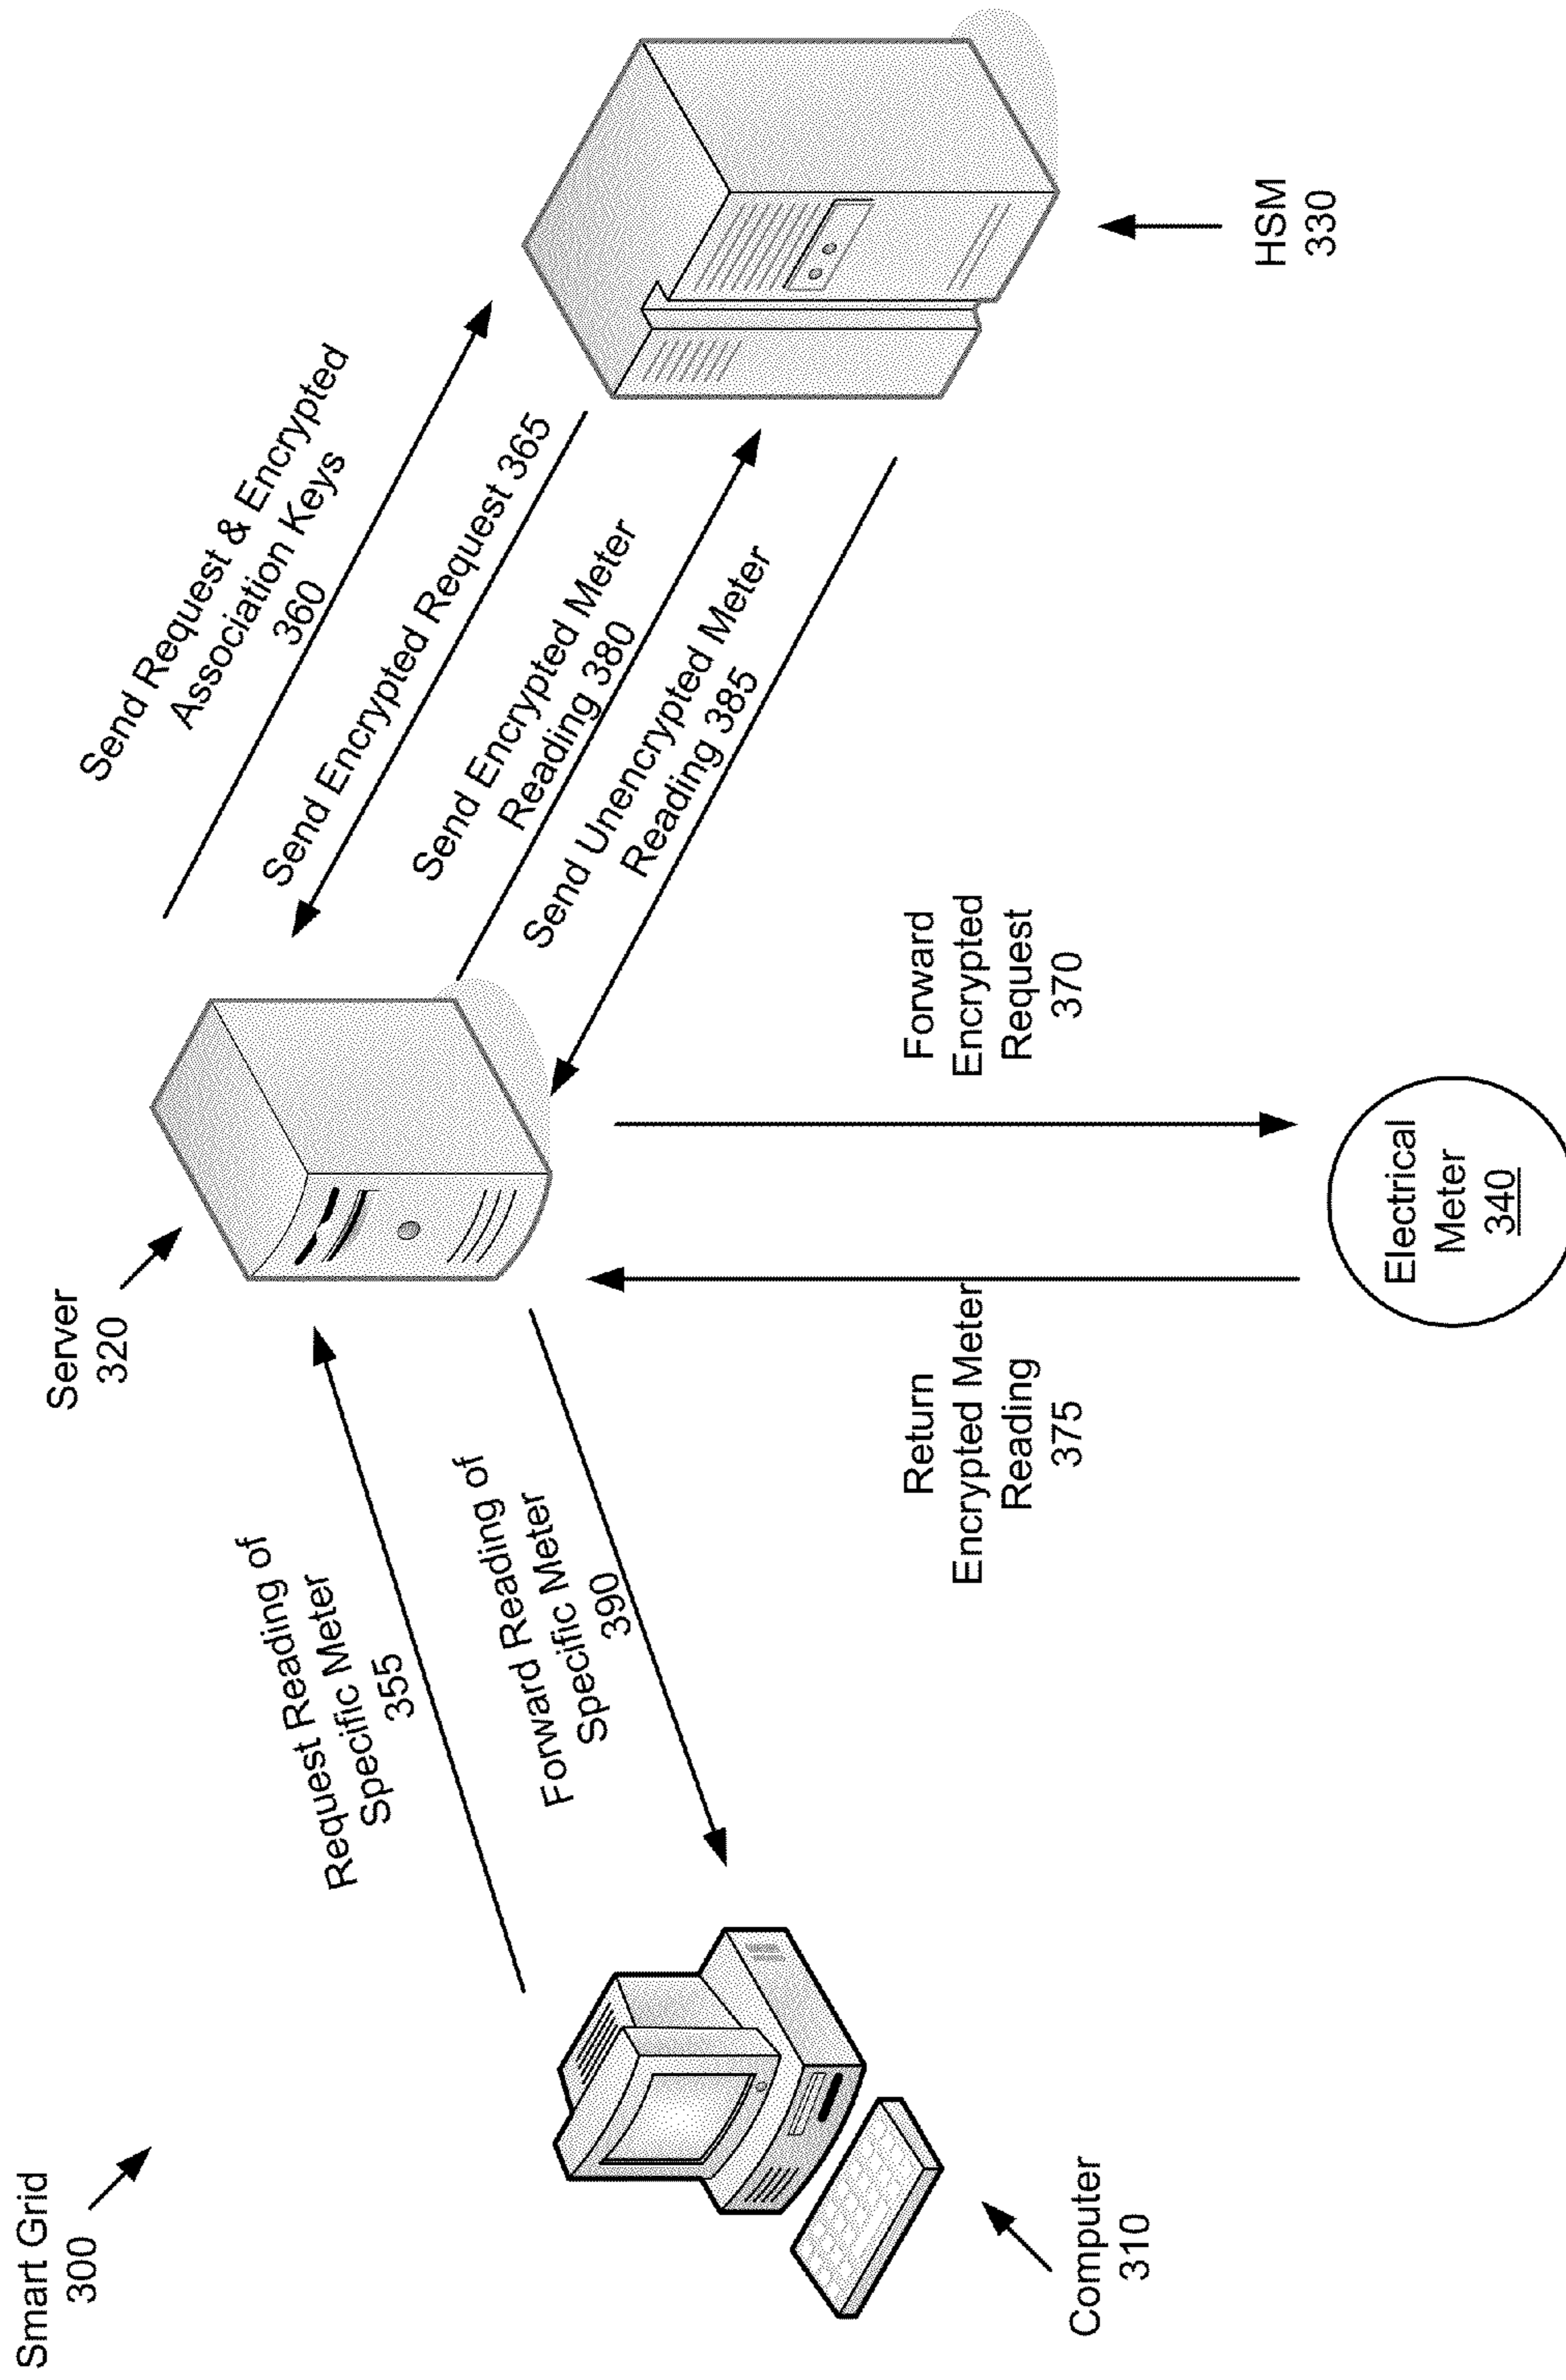 Smart Grid
300
Server
320
Send Request & Encrypted
Association Keys
360
Send Encrypted Request 365
Send Encrypted Meter
Reading 380
Send Unencrypted Meter
Reading 385
Request Reading of
Specific Meter
355
Forward Reading of
Specific Meter
390
Return
Encrypted Meter
Reading
375
Forward
Encrypted
Request
370
Computer
310
Electrical
Meter
340
HSM
330